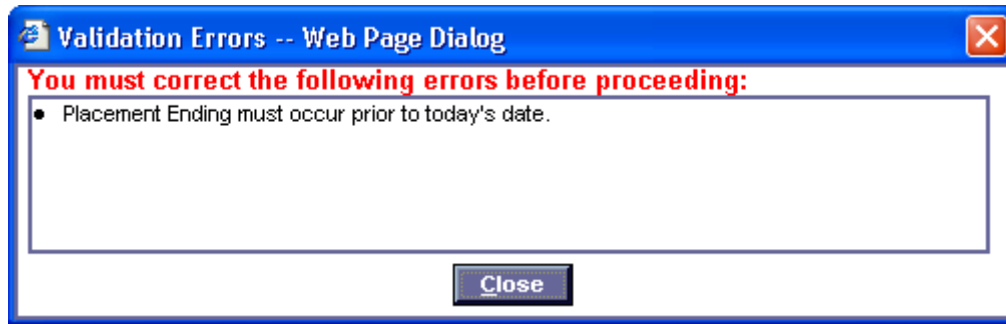 Validation Errors -- Web Page Dialog
You must correct the following errors before proceeding:
● Placement Ending must occur prior to today's date.
Close